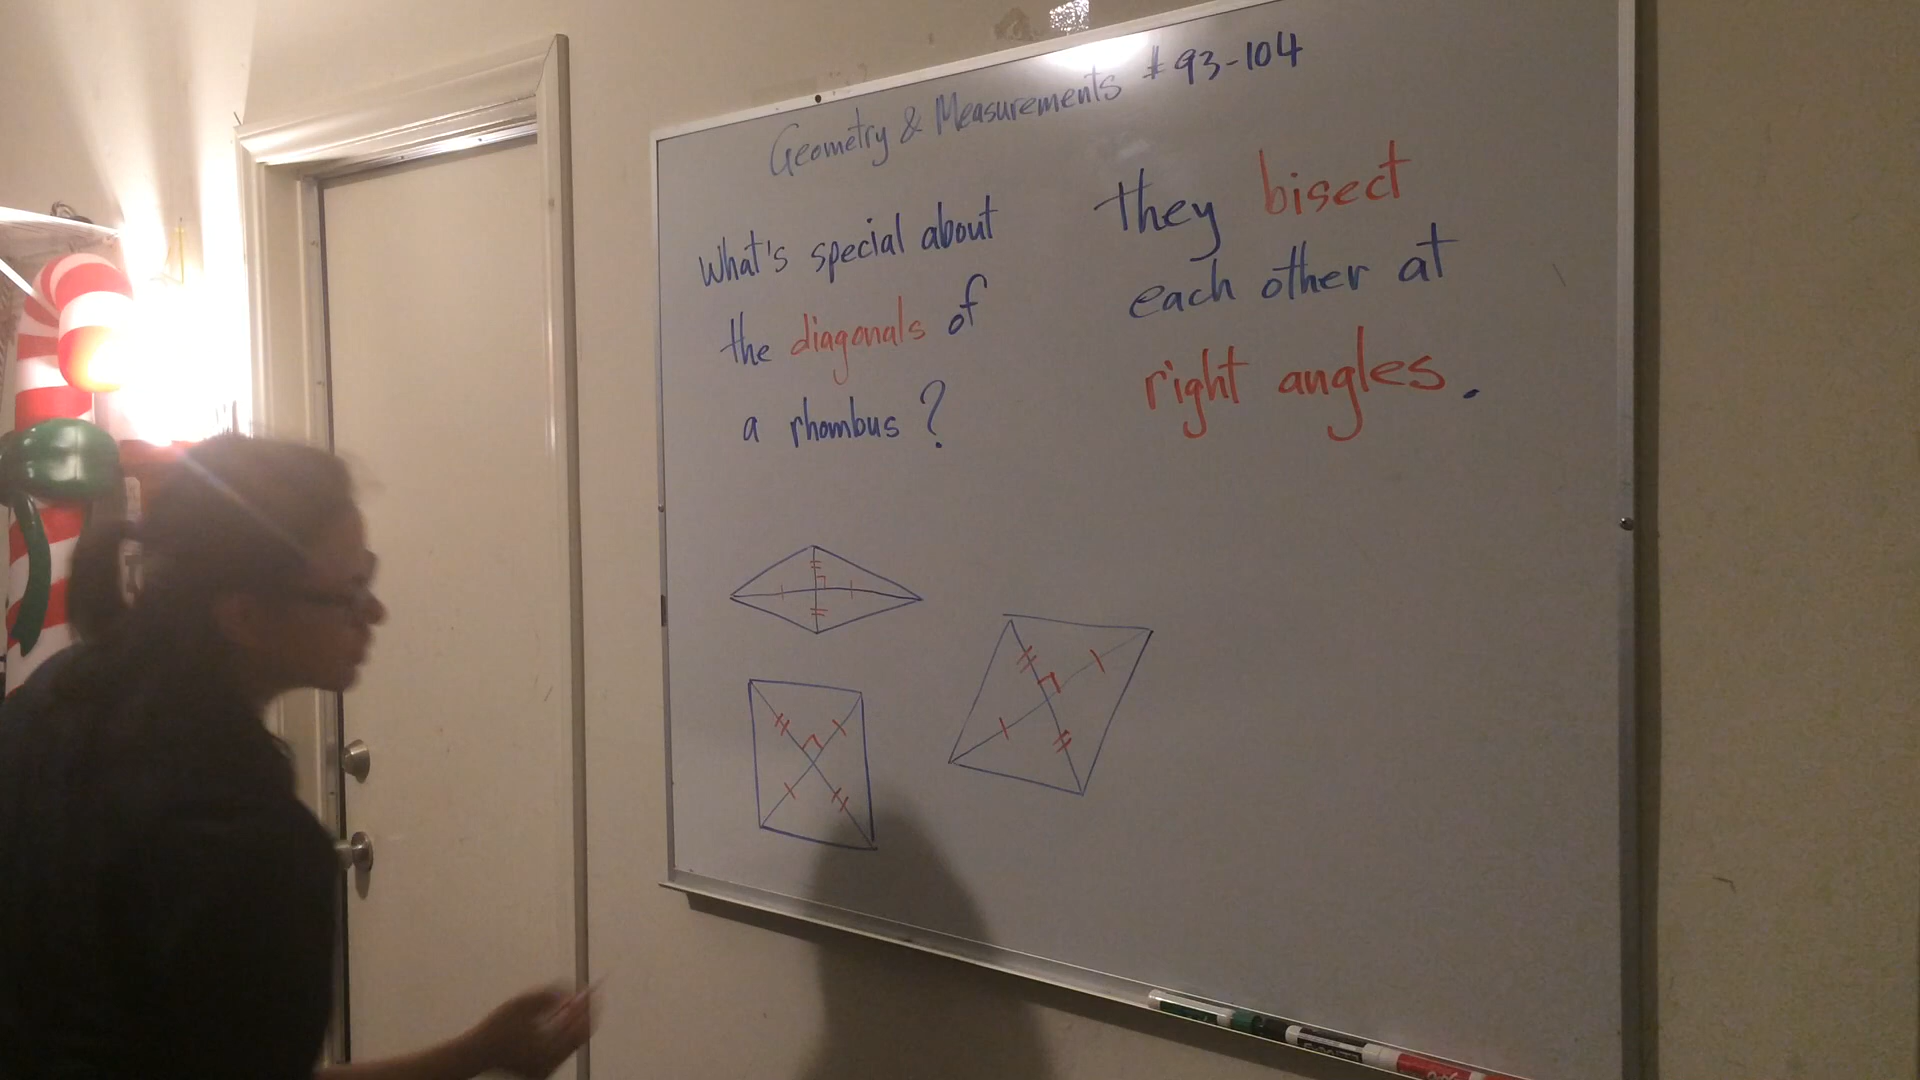 Geometry & Measurements # 93-104
What's special about
the diagonals of
a rhombus?
they bisect
each other at
right angles.